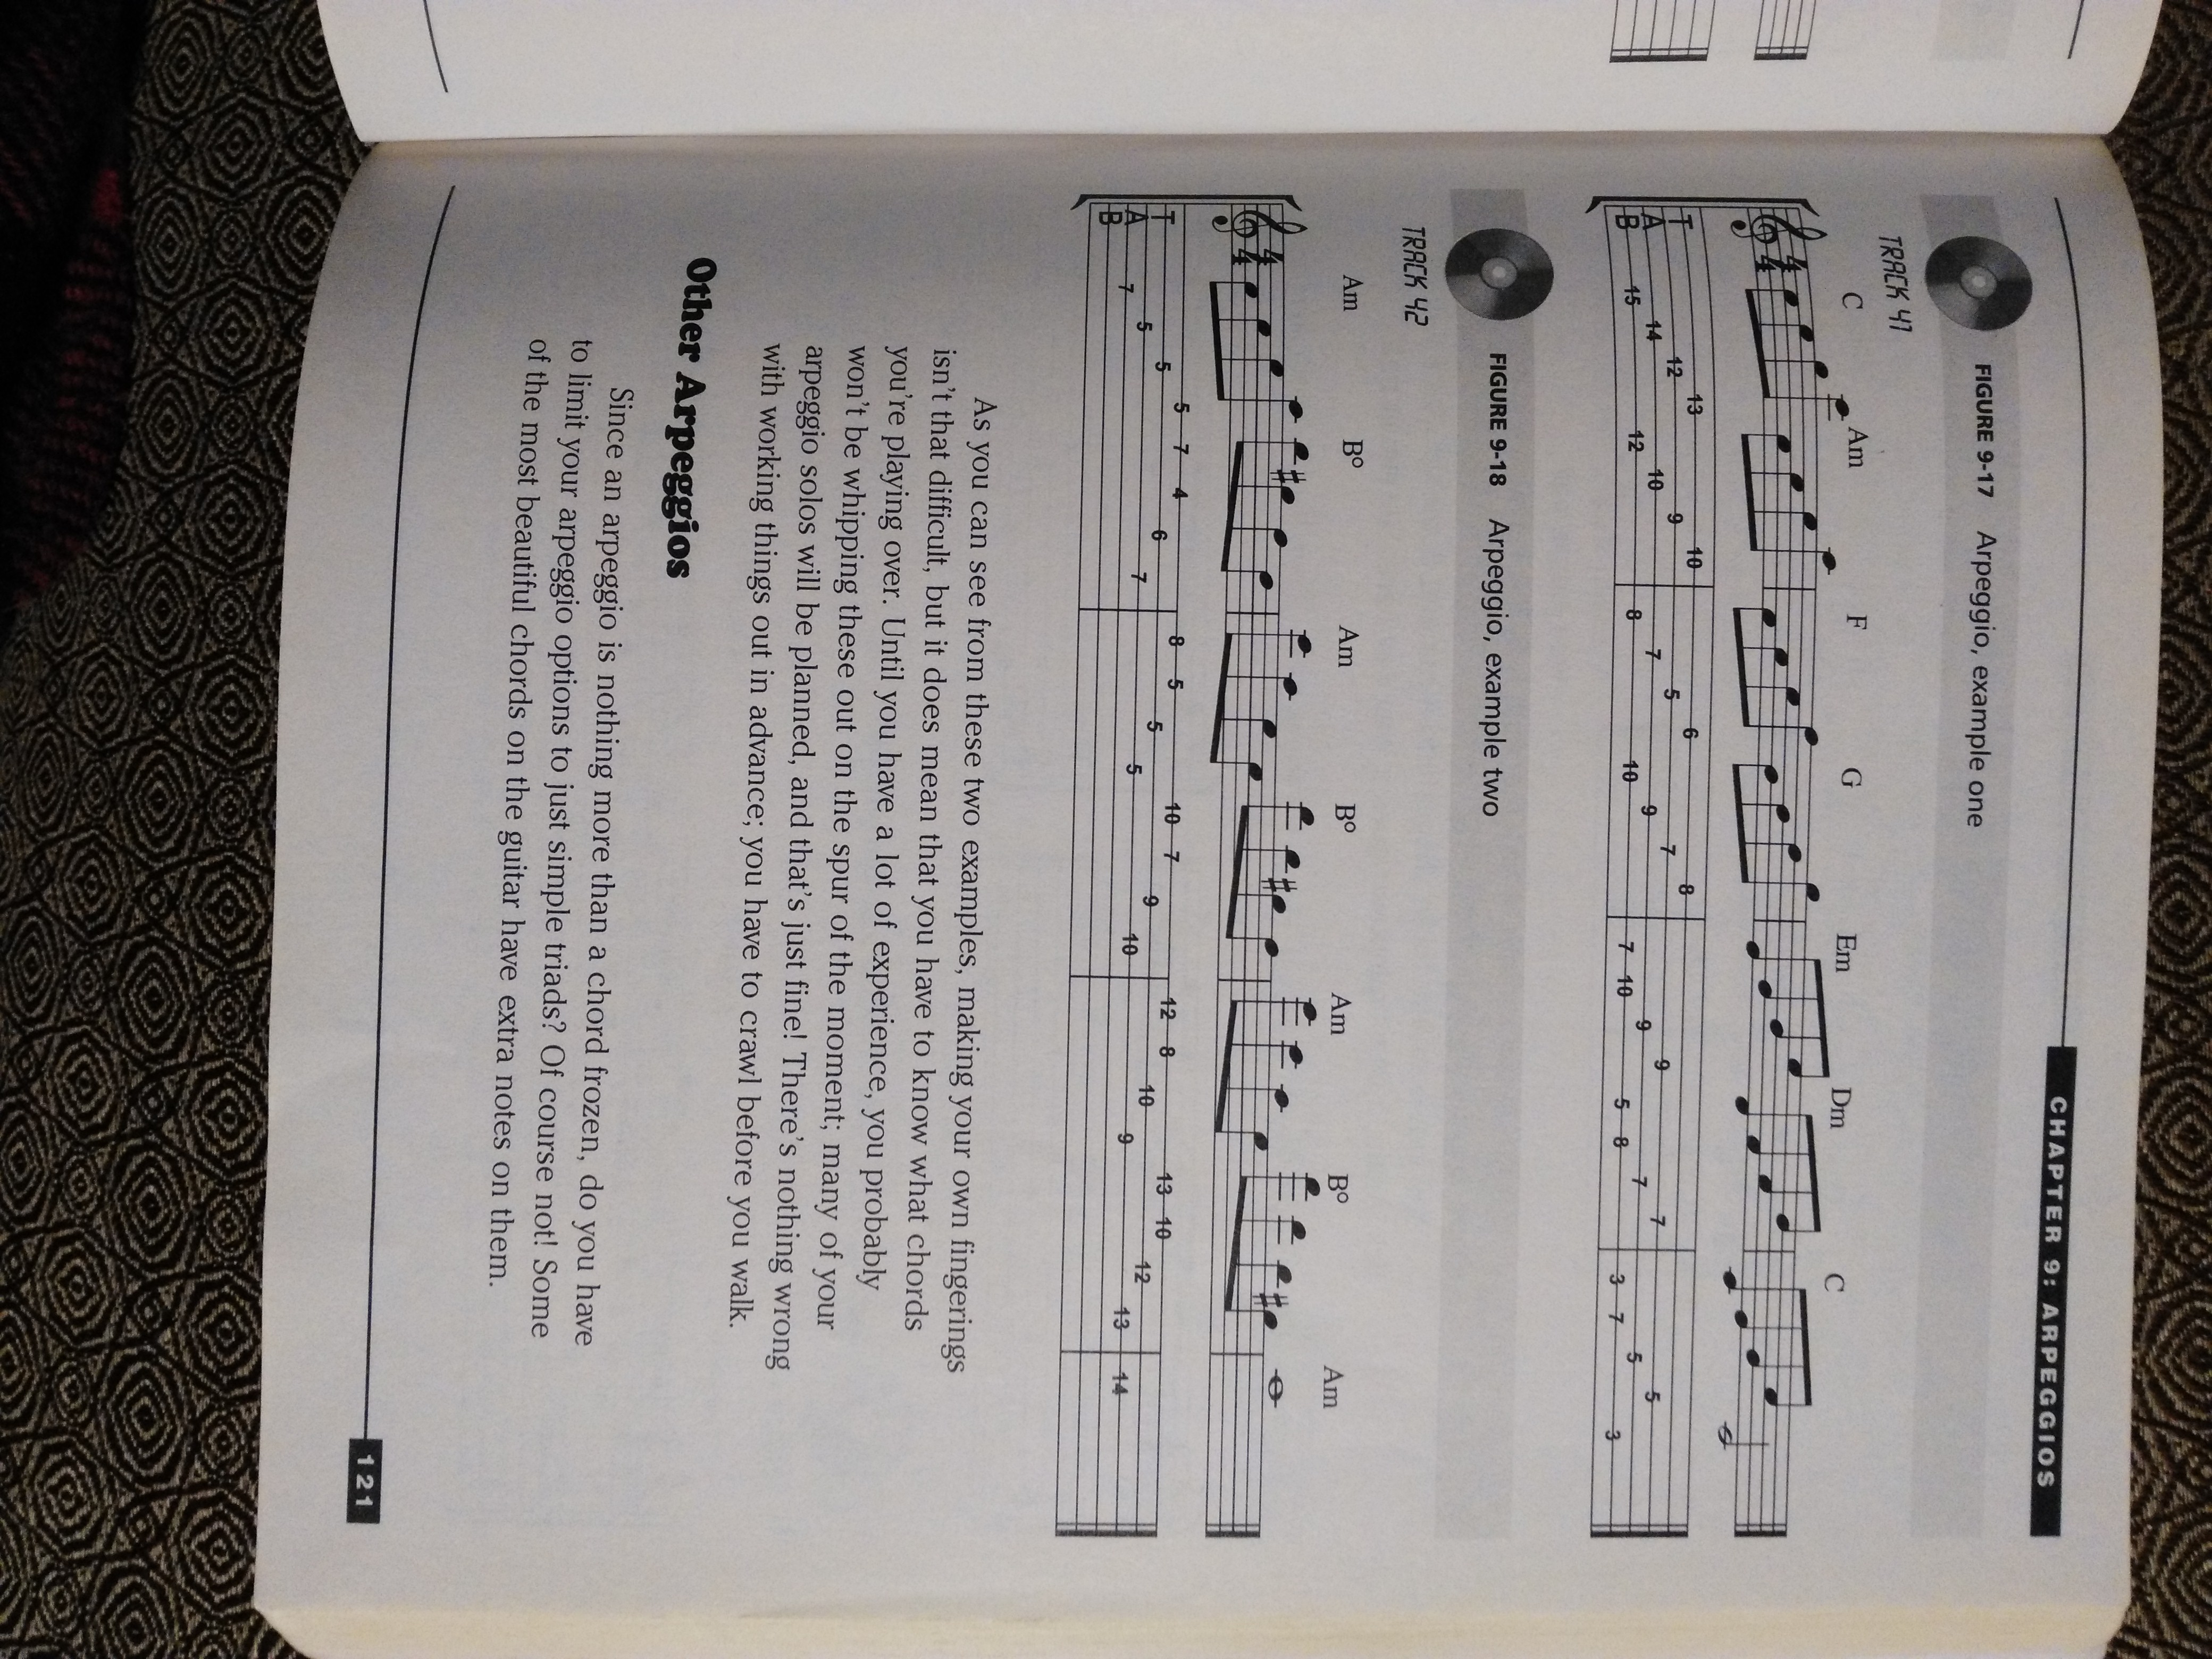 CHAPTER 9: ARPEGGIOS
FIGURE 9-17 Arpeggio, example one
TRACK 41
C Am F G Em Dm C
4
4
T 13 10 6 8
12 9 5 7 9 7 5
A 14 10 7 9 9 7 5
B 15 12 8 10 7 10 5 8 3 7 3
FIGURE 9-18 Arpeggio, example two
TRACK 42
Am Bo Am Bo Am Bo Am
4
4
5 7 4 8 5 10 7 12 8 13 10
T 5 6 5 9 10 12
A 5 7 5 10 9 13 14
7
B
As you can see from these two examples, making your own fingerings
isn't that difficult, but it does mean that you have to know what chords
you're playing over. Until you have a lot of experience, you probably
won't be whipping these out on the spur of the moment; many of your
arpeggio solos will be planned, and that's just fine! There's nothing wrong
with working things out in advance; you have to crawl before you walk.
Other Arpeggios
Since an arpeggio is nothing more than a chord frozen, do you have
to limit your arpeggio options to just simple triads? Of course not! Some
of the most beautiful chords on the guitar have extra notes on them.
121